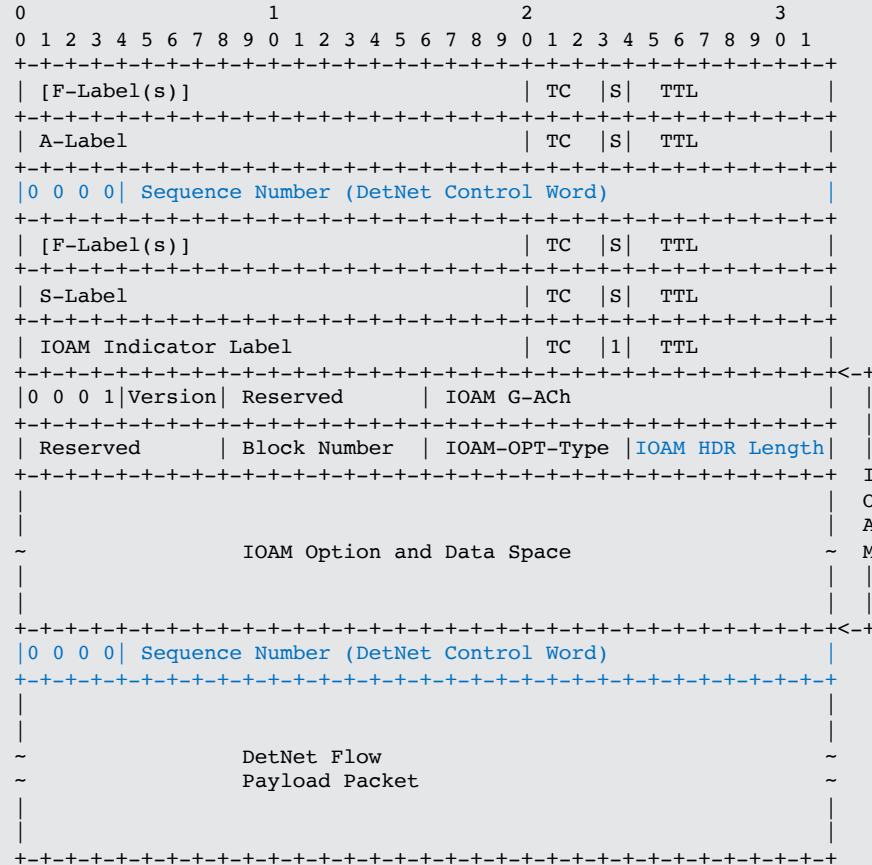 0                   1                   2                   3
0 1 2 3 4 5 6 7 8 9 0 1 2 3 4 5 6 7 8 9 0 1 2 3 4 5 6 7 8 9 0 1
+-+-+-+-+-+-+-+-+-+-+-+-+-+-+-+-+-+-+-+-+-+-+-+-+-+-+-+-+-+-+-+-+
| [F-Label(s)]                          | TC  |S|  TTL          |
+-+-+-+-+-+-+-+-+-+-+-+-+-+-+-+-+-+-+-+-+-+-+-+-+-+-+-+-+-+-+-+-+
| A-Label                               | TC  |S|  TTL          |
+-+-+-+-+-+-+-+-+-+-+-+-+-+-+-+-+-+-+-+-+-+-+-+-+-+-+-+-+-+-+-+-+
|0 0 0 0| Sequence Number (DetNet Control Word)                 |
+-+-+-+-+-+-+-+-+-+-+-+-+-+-+-+-+-+-+-+-+-+-+-+-+-+-+-+-+-+-+-+-+
| [F-Label(s)]                          | TC  |S|  TTL          |
+-+-+-+-+-+-+-+-+-+-+-+-+-+-+-+-+-+-+-+-+-+-+-+-+-+-+-+-+-+-+-+-+
| S-Label                               | TC  |S|  TTL          |
+-+-+-+-+-+-+-+-+-+-+-+-+-+-+-+-+-+-+-+-+-+-+-+-+-+-+-+-+-+-+-+-+
| IOAM Indicator Label                  | TC  |1|  TTL          |
+-+-+-+-+-+-+-+-+-+-+-+-+-+-+-+-+-+-+-+-+-+-+-+-+-+-+-+-+-+-+-+-+<-+
|0 0 0 1|Version| Reserved      | IOAM G-ACh                    |  |
+-+-+-+-+-+-+-+-+-+-+-+-+-+-+-+-+-+-+-+-+-+-+-+-+-+-+-+-+-+-+-+-+  |
| Reserved      | Block Number  | IOAM-OPT-Type |IOAM HDR Length|  |
+-+-+-+-+-+-+-+-+-+-+-+-+-+-+-+-+-+-+-+-+-+-+-+-+-+-+-+-+-+-+-+-+  I
|                                                               |  O
|                                                               |  A
~                 IOAM Option and Data Space                    ~  M
|                                                               |  |
|                                                               |  |
+-+-+-+-+-+-+-+-+-+-+-+-+-+-+-+-+-+-+-+-+-+-+-+-+-+-+-+-+-+-+-+-+<-+
|0 0 0 0| Sequence Number (DetNet Control Word)                 |
+-+-+-+-+-+-+-+-+-+-+-+-+-+-+-+-+-+-+-+-+-+-+-+-+-+-+-+-+-+-+-+-+
|                                                               |
|                                                               |
~                 DetNet Flow                                   ~
~                 Payload Packet                                ~
|                                                               |
|                                                               |
+-+-+-+-+-+-+-+-+-+-+-+-+-+-+-+-+-+-+-+-+-+-+-+-+-+-+-+-+-+-+-+-+